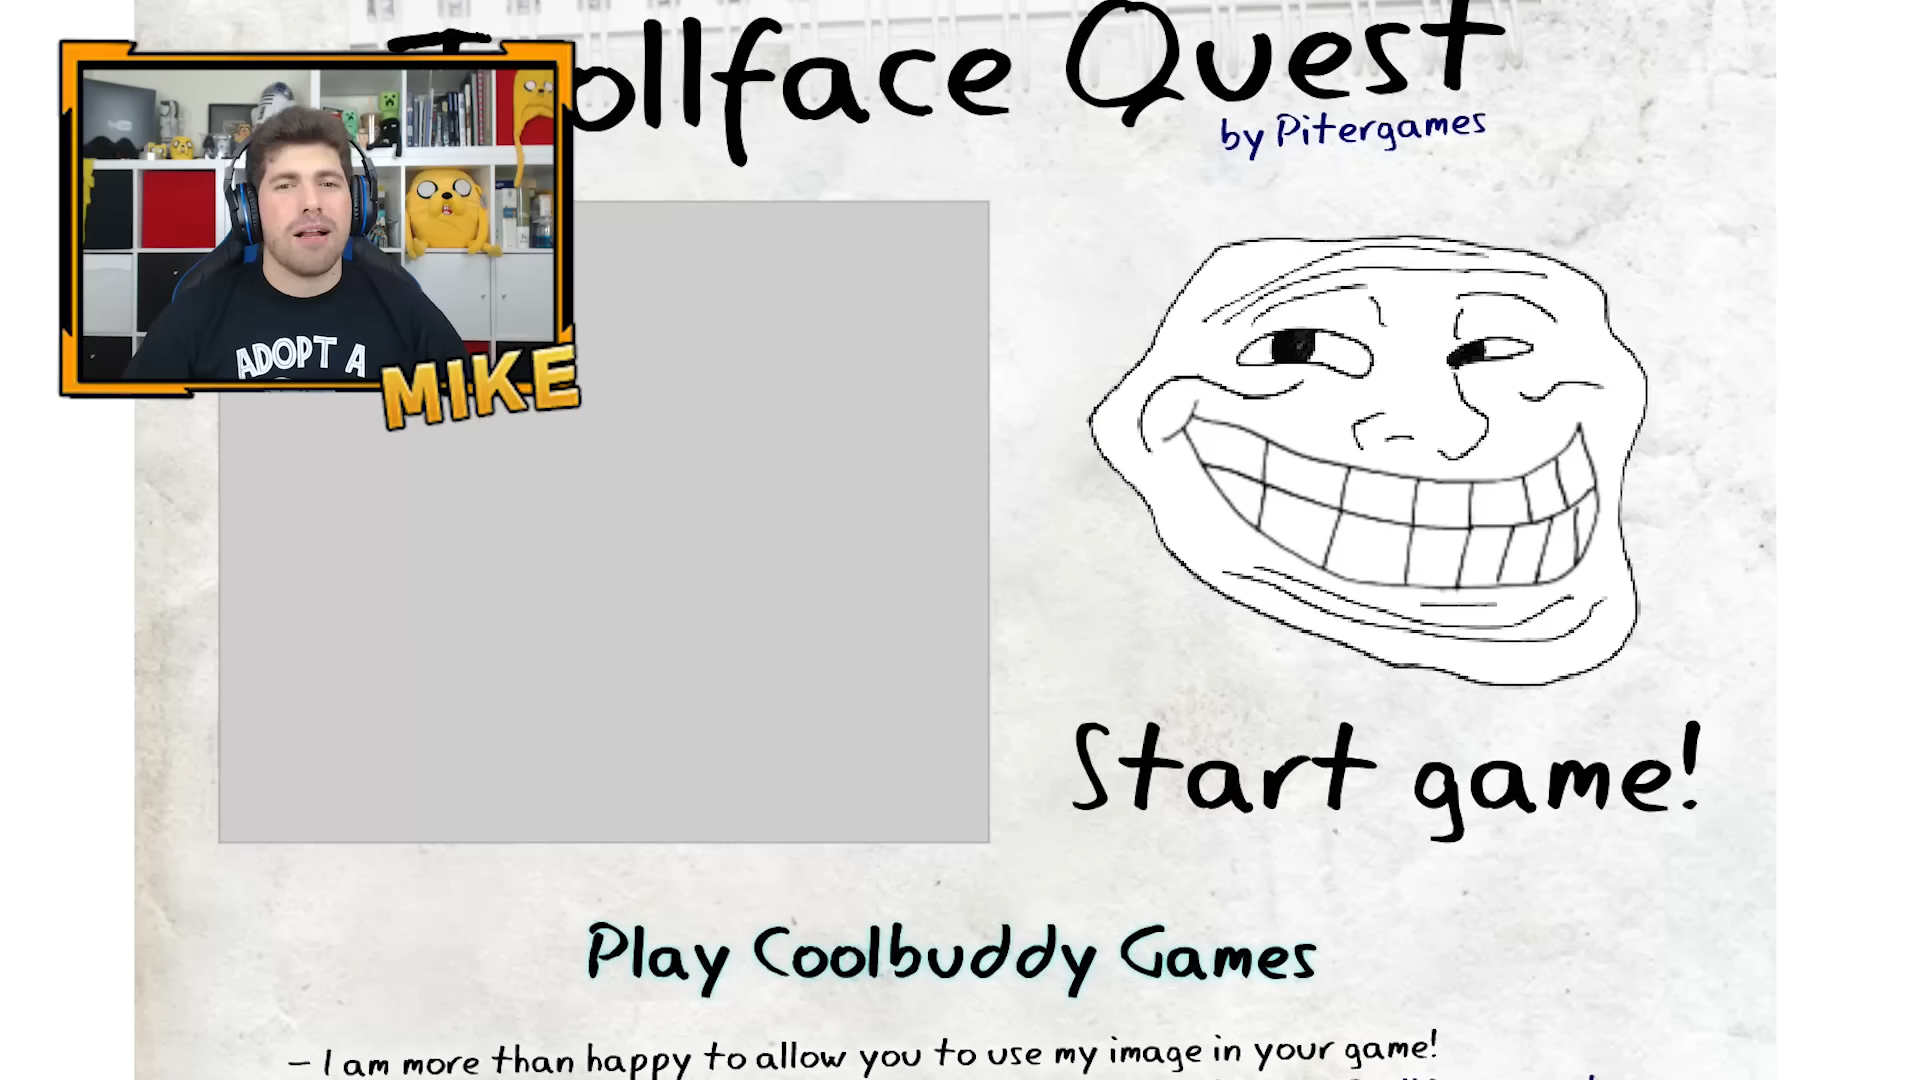 ollface Quest
by Pitergames
ADOPT A
MIKE
Start game!
Play Coolbuddy Games
– I am more than happy to allow you to use my image in your game!